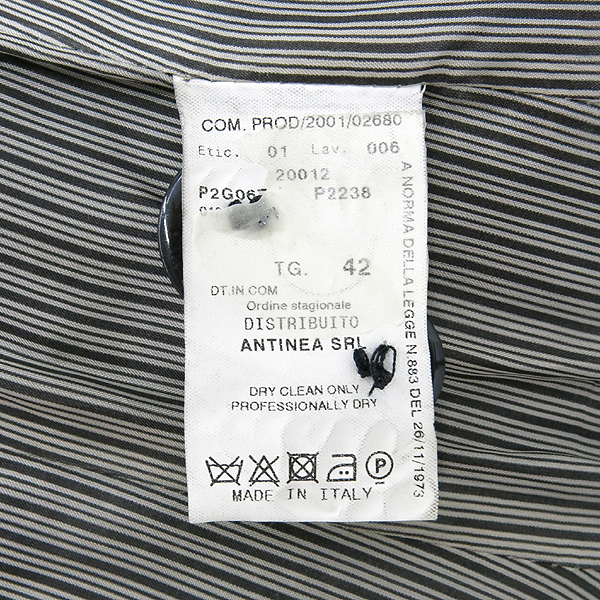 COM. PROD/2001/02680
Etic. 01 Lav. 006
20012
P2238
TG. 42
DT.IN.COM
Ordine stagionale
DISTRIBUITO
ANTINEA SRL
DRY CLEAN ONLY
PROFESSIONALLY DRY
P
MADE IN ITALY
A NORMA DELLA LEGGE N.883 DEL 26/11/1973